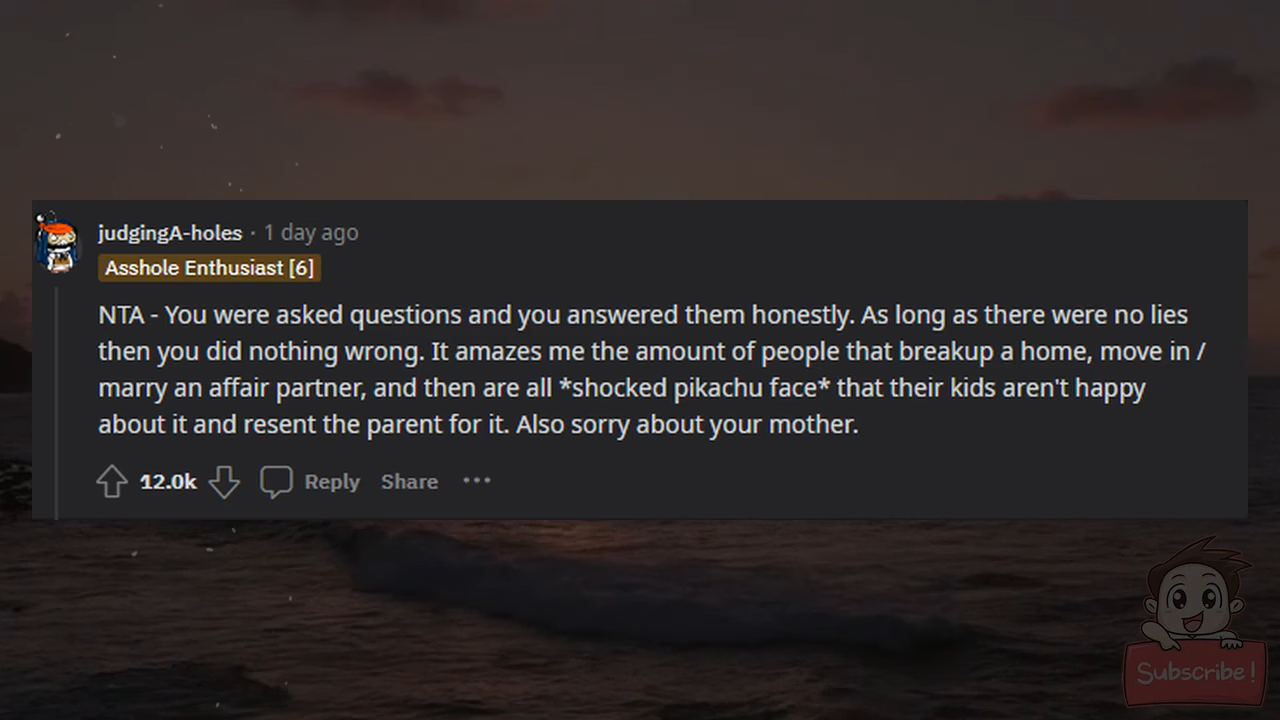 judgingA-holes · 1 day ago
Asshole Enthusiast [6]
NTA - You were asked questions and you answered them honestly. As long as there were no lies
then you did nothing wrong. It amazes me the amount of people that breakup a home, move in /
marry an affair partner, and then are all *shocked pikachu face* that their kids aren't happy
about it and resent the parent for it. Also sorry about your mother.
12.0k Reply Share ···
Subscribe!